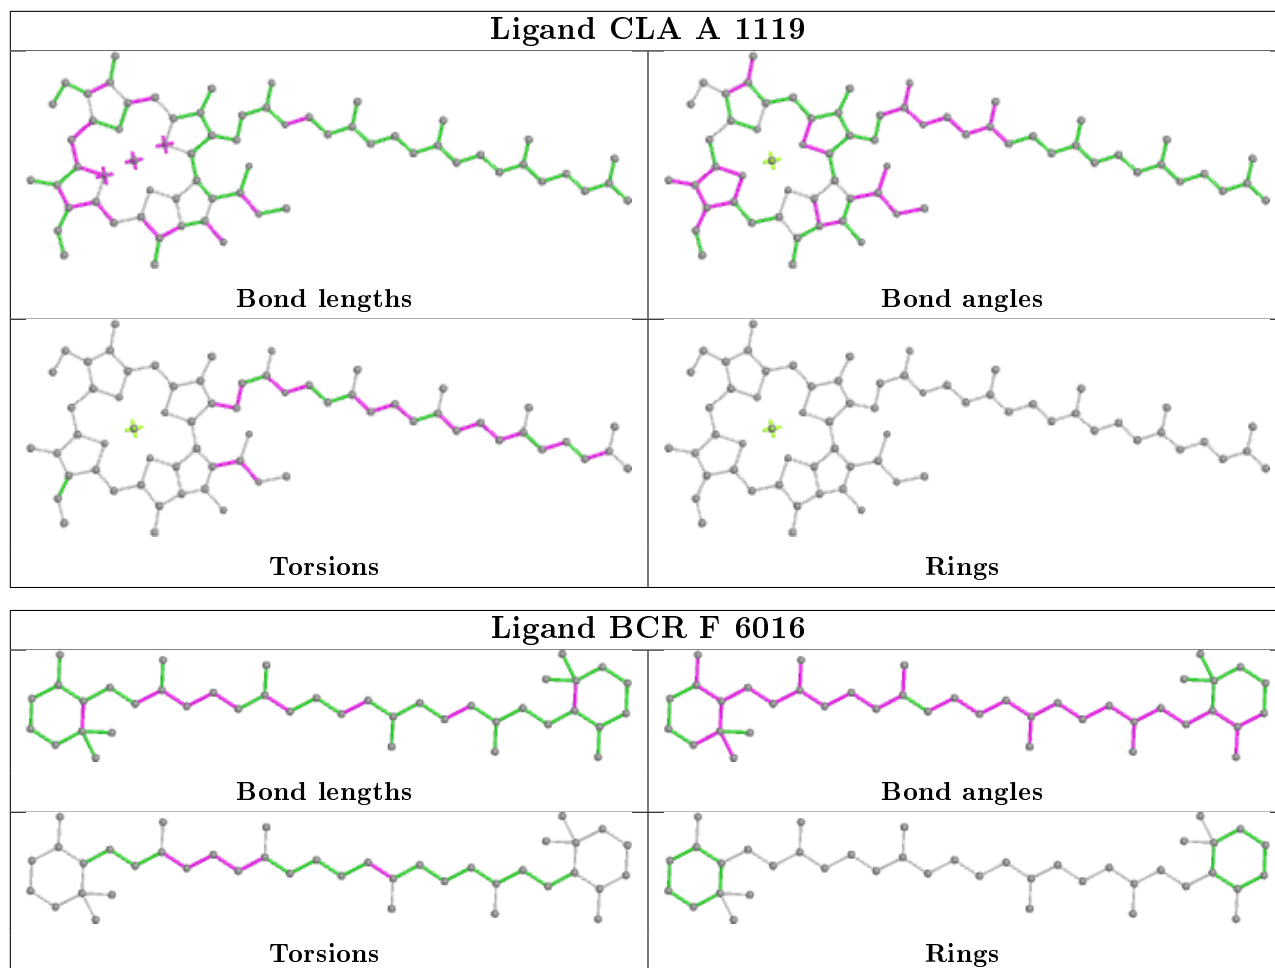 Ligand CLA A 1119
Bond lengths
Bond angles
Torsions
Rings
Ligand BCR F 6016
Bond lengths
Bond angles
Torsions
Rings